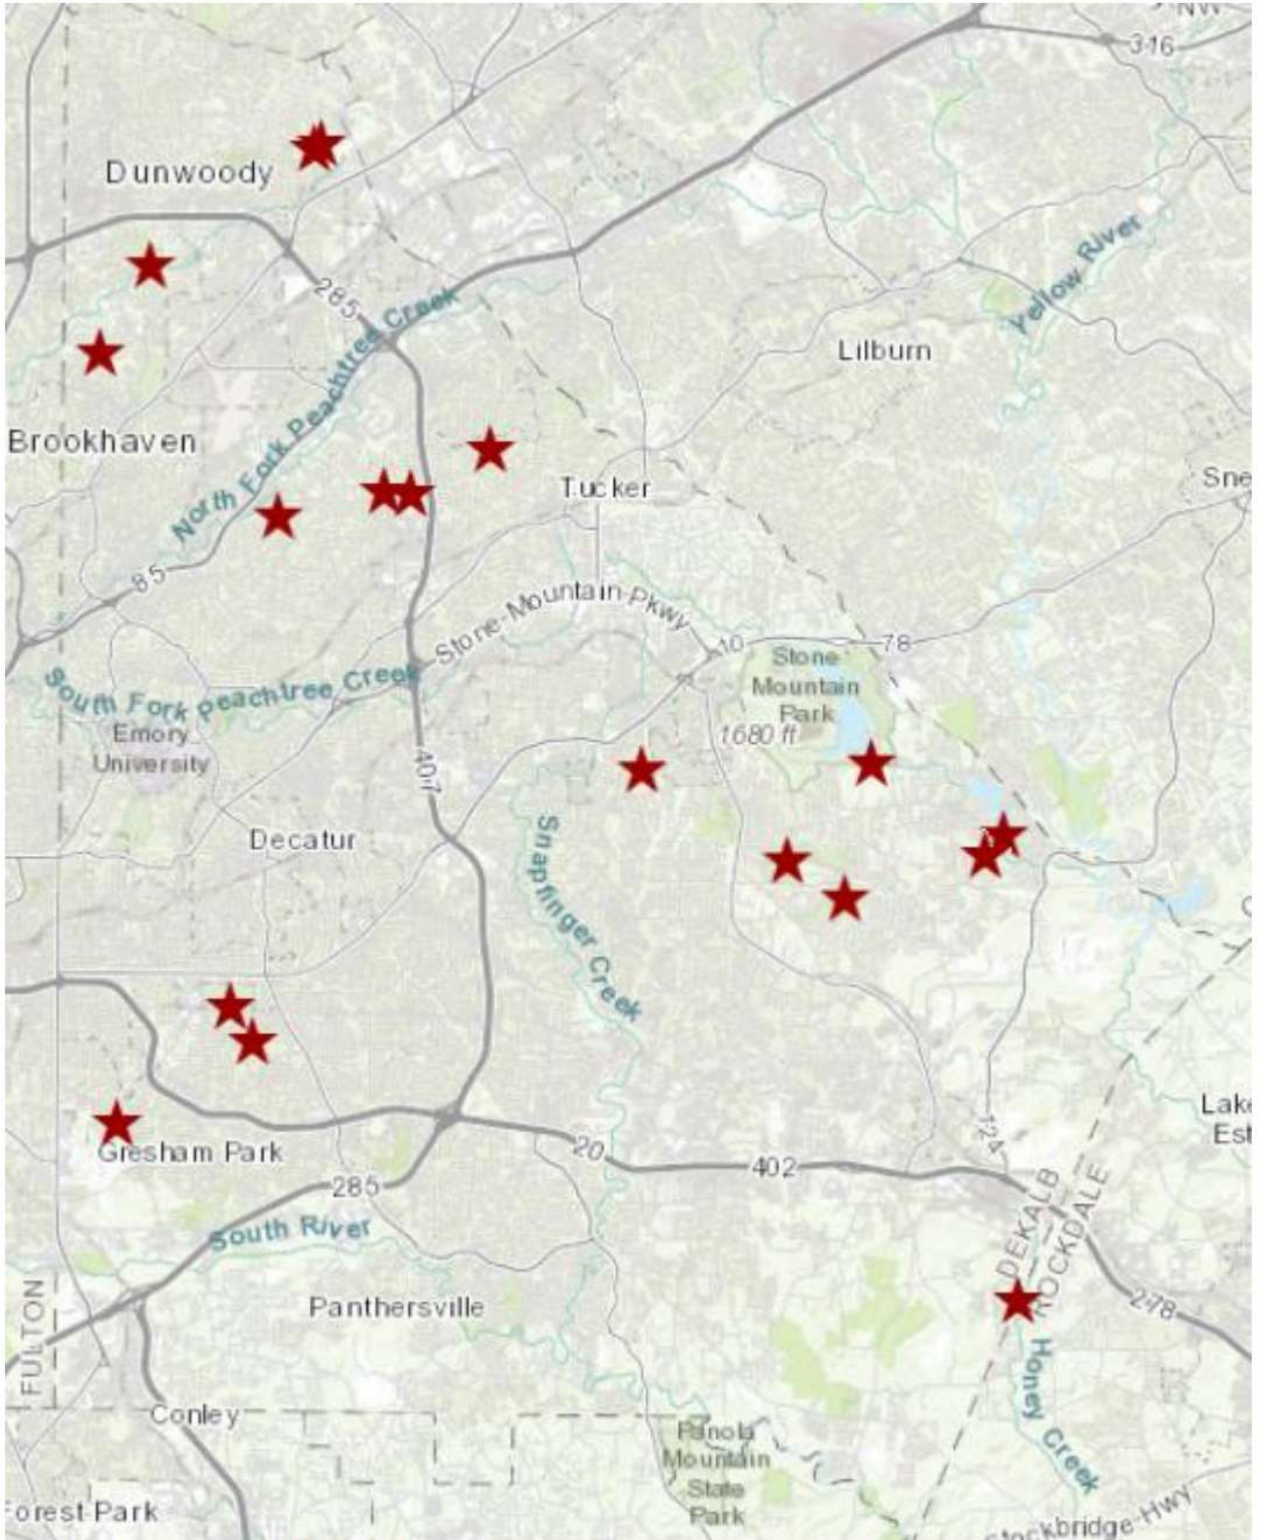 NW
316
Dunwoody
Yellow River
285
North Fork Peachtree Creek
Lilburn
Brookhaven
Tucker
Sne
85
Stone-Mountain-Pkwy
10
78
Stone
Mountain
Park
South Fork peachtree Creek
1680 ft
Emory
University
407
Decatur
Snapfinger Creek
Lake
Est
124
Gresham Park
20
402
285
South River
DEKALB
ROCKDALE
FULTON
Panthersville
278
Honey Creek
Conley
Panola
Mountain
State
Park
Forest Park
Stockbridge-Hwy